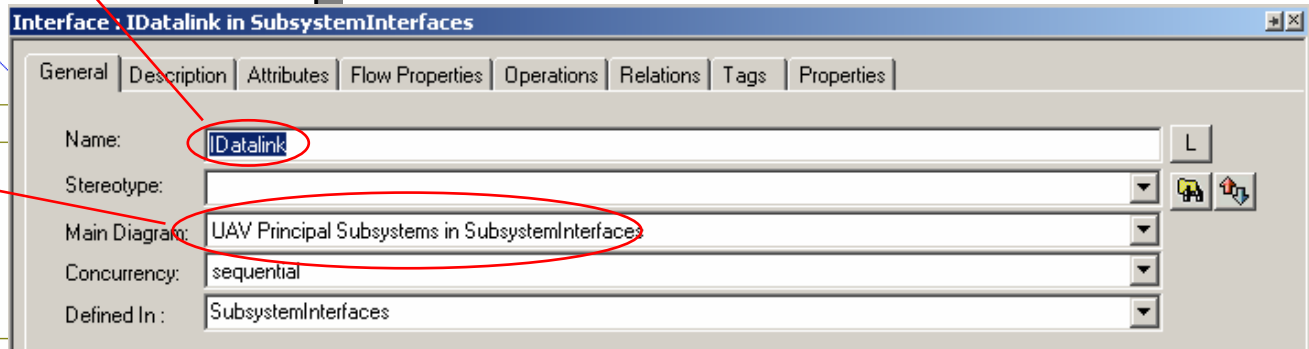 Interface : IDatalink in SubsystemInterfaces
General Description Attributes Flow Properties Operations Relations Tags Properties
Name: IDatalink L
Stereotype:
Main Diagram: UAV Principal Subsystems in SubsystemInterfaces
Concurrency: sequential
Defined In : SubsystemInterfaces